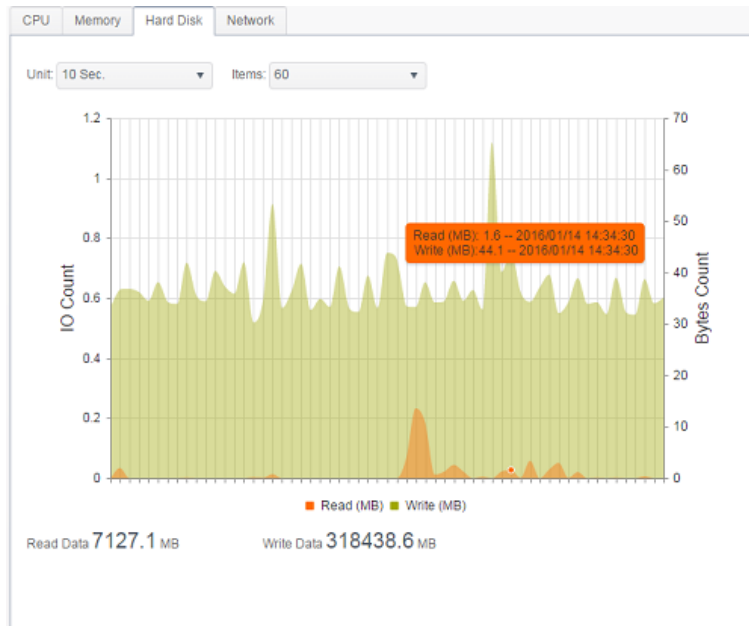 CPU Memory Hard Disk Network
Unit: 10 Sec. Items: 60
1.2
1
0.8
0.6
0.4
0.2
0
IO Count
70
60
50
40
30
20
10
0
Bytes Count
Read (MB): 1.6 -- 2016/01/14 14:34:30
Write (MB):44.1 -- 2016/01/14 14:34:30
Read (MB) Write (MB)
Read Data 7127.1 MB Write Data 318438.6 MB